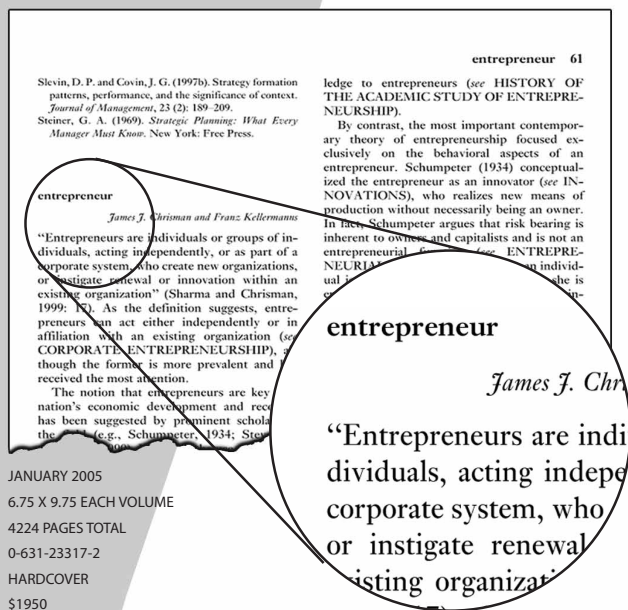 entrepreneur 61
Slevin, D. P. and Covin, J. G. (1997b). Strategy formation
patterns, performance, and the significance of context.
Journal of Management, 23 (2): 189–209.
Steiner, G. A. (1969). Strategic Planning: What Every
Manager Must Know. New York: Free Press.
entrepreneur
James J. Chrisman and Franz Kellermanns
“Entrepreneurs are individuals or groups of in-
dividuals, acting independently, or as part of a
corporate system, who create new organizations,
or instigate renewal or innovation within an
existing organization” (Sharma and Chrisman,
1999: 17). As the definition suggests, entre-
preneurs can act either independently or in
affiliation with an existing organization (see
CORPORATE ENTREPRENEURSHIP),
though the former is more prevalent and
received the most attention.
The notion that entrepreneurs are key
nation’s economic development and
has been suggested by prominent
the (e.g., Schumpeter, 1934;
ledge to entrepreneurs (see HISTORY OF
THE ACADEMIC STUDY OF ENTREPRE-
NEURSHIP).
By contrast, the most important contempor-
ary theory of entrepreneurship focused ex-
clusively on the behavioral aspects of an
entrepreneur. Schumpeter (1934) conceptual-
ized the entrepreneur as an innovator (see IN-
NOVATIONS), who realizes new means of
production without necessarily being an owner.
In fact, Schumpeter argues that risk bearing is
inherent to owners and capitalists and is not an
entrepreneurial (see ENTREPRE-
an individ-
ual she is
in-
entrepreneur
James J. Chr
“Entrepreneurs are indi
dividuals, acting indepe
corporate system, who
or instigate renewal
JANUARY 2005
6.75 X 9.75 EACH VOLUME
4224 PAGES TOTAL
0-631-23317-2
HARDCOVER
$1950